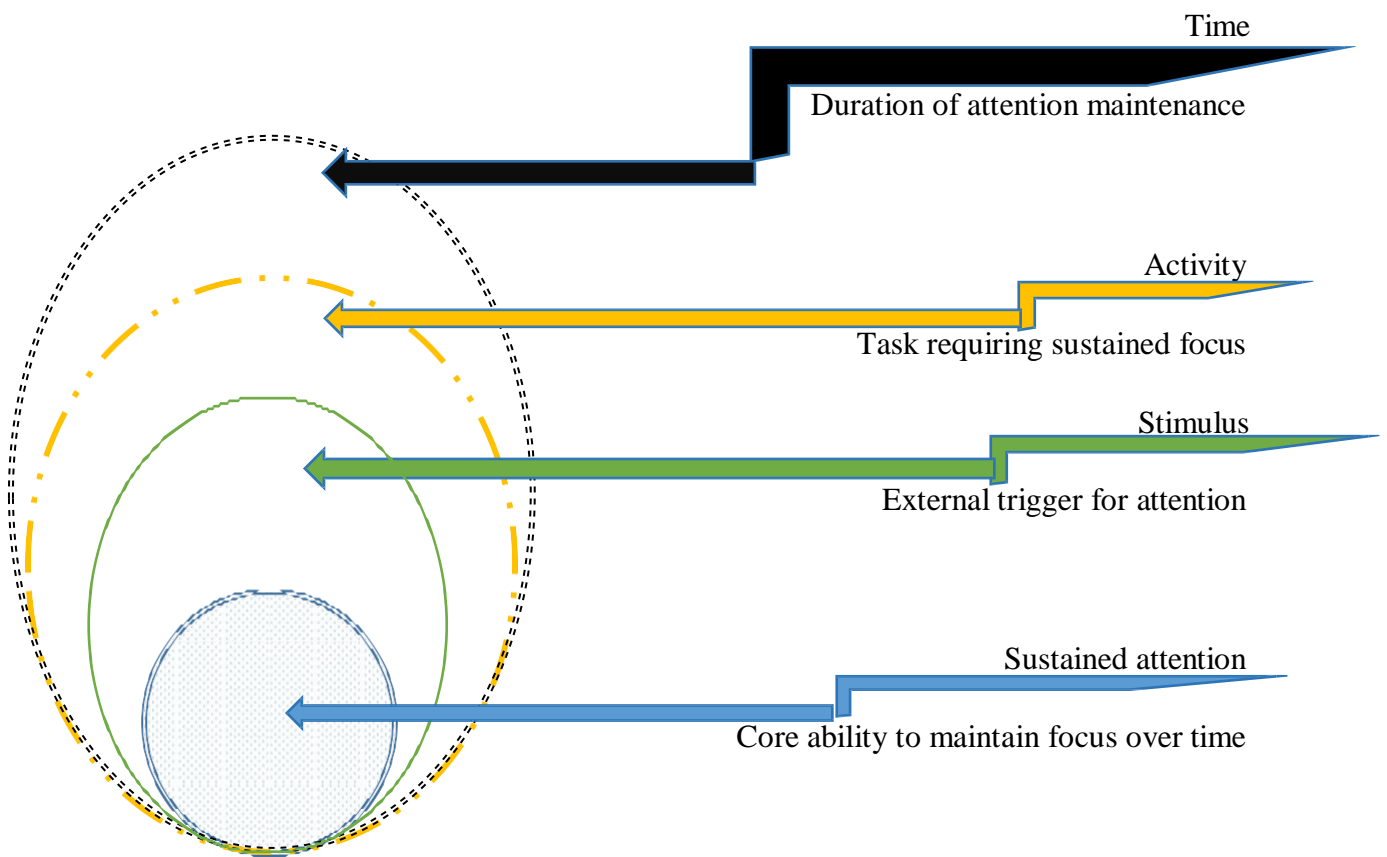 Time
Duration of attention maintenance
Activity
Task requiring sustained focus
Stimulus
External trigger for attention
Sustained attention
Core ability to maintain focus over time